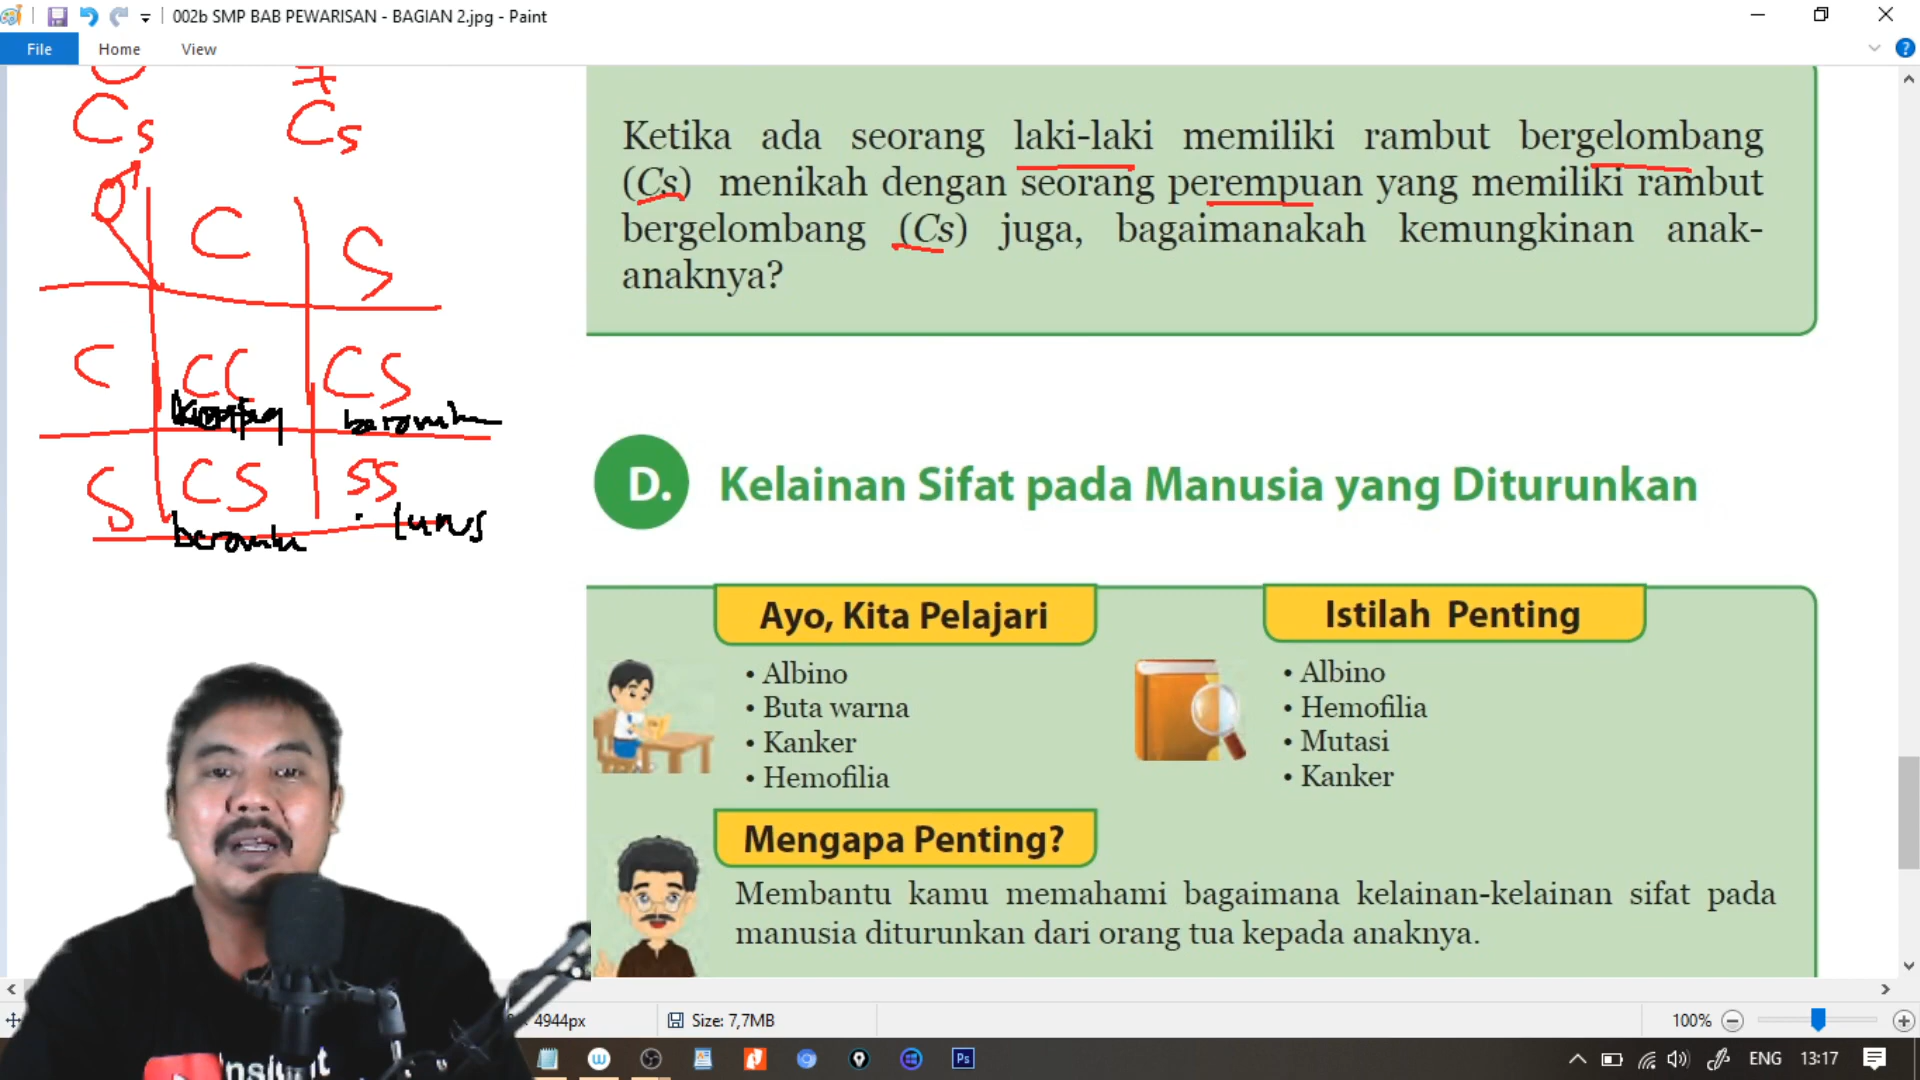 002b SMP BAB PEWARISAN - BAGIAN 2.jpg - Paint
File Home View
Cs Cs
C S
C CC CS
S CS SS
lurus
Ketika ada seorang laki-laki memiliki rambut bergelombang
(Cs) menikah dengan seorang perempuan yang memiliki rambut
bergelombang (Cs) juga, bagaimanakah kemungkinan anak-
anaknya?
D. Kelainan Sifat pada Manusia yang Diturunkan
Ayo, Kita Pelajari
• Albino
• Buta warna
• Kanker
• Hemofilia
Istilah Penting
• Albino
• Hemofilia
• Mutasi
• Kanker
Mengapa Penting?
Membantu kamu memahami bagaimana kelainan-kelainan sifat pada
manusia diturunkan dari orang tua kepada anaknya.
4944px Size: 7,7MB 100%
Ps ENG 13:17